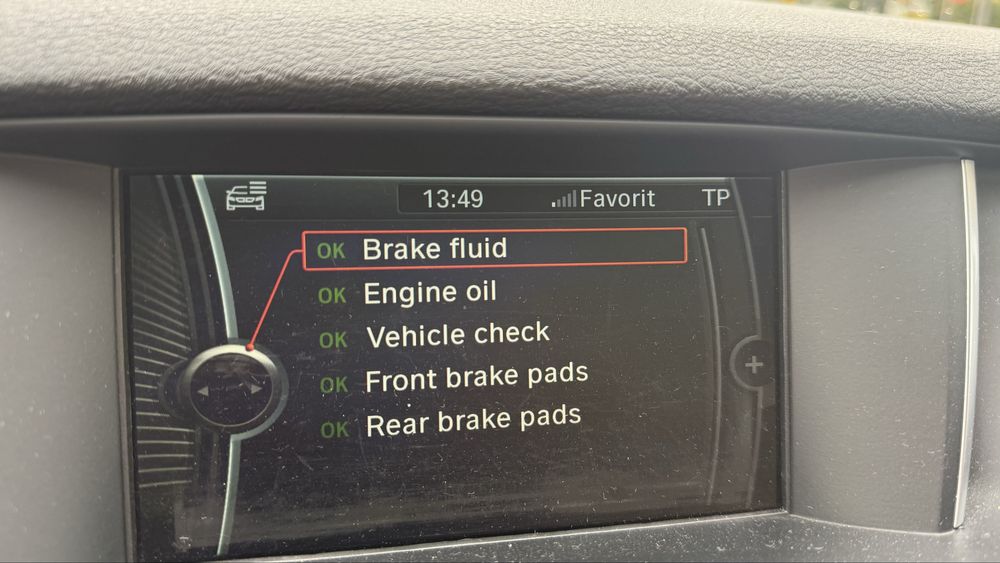 13:49 Favorit TP
OK Brake fluid
OK Engine oil
OK Vehicle check
OK Front brake pads
OK Rear brake pads
+